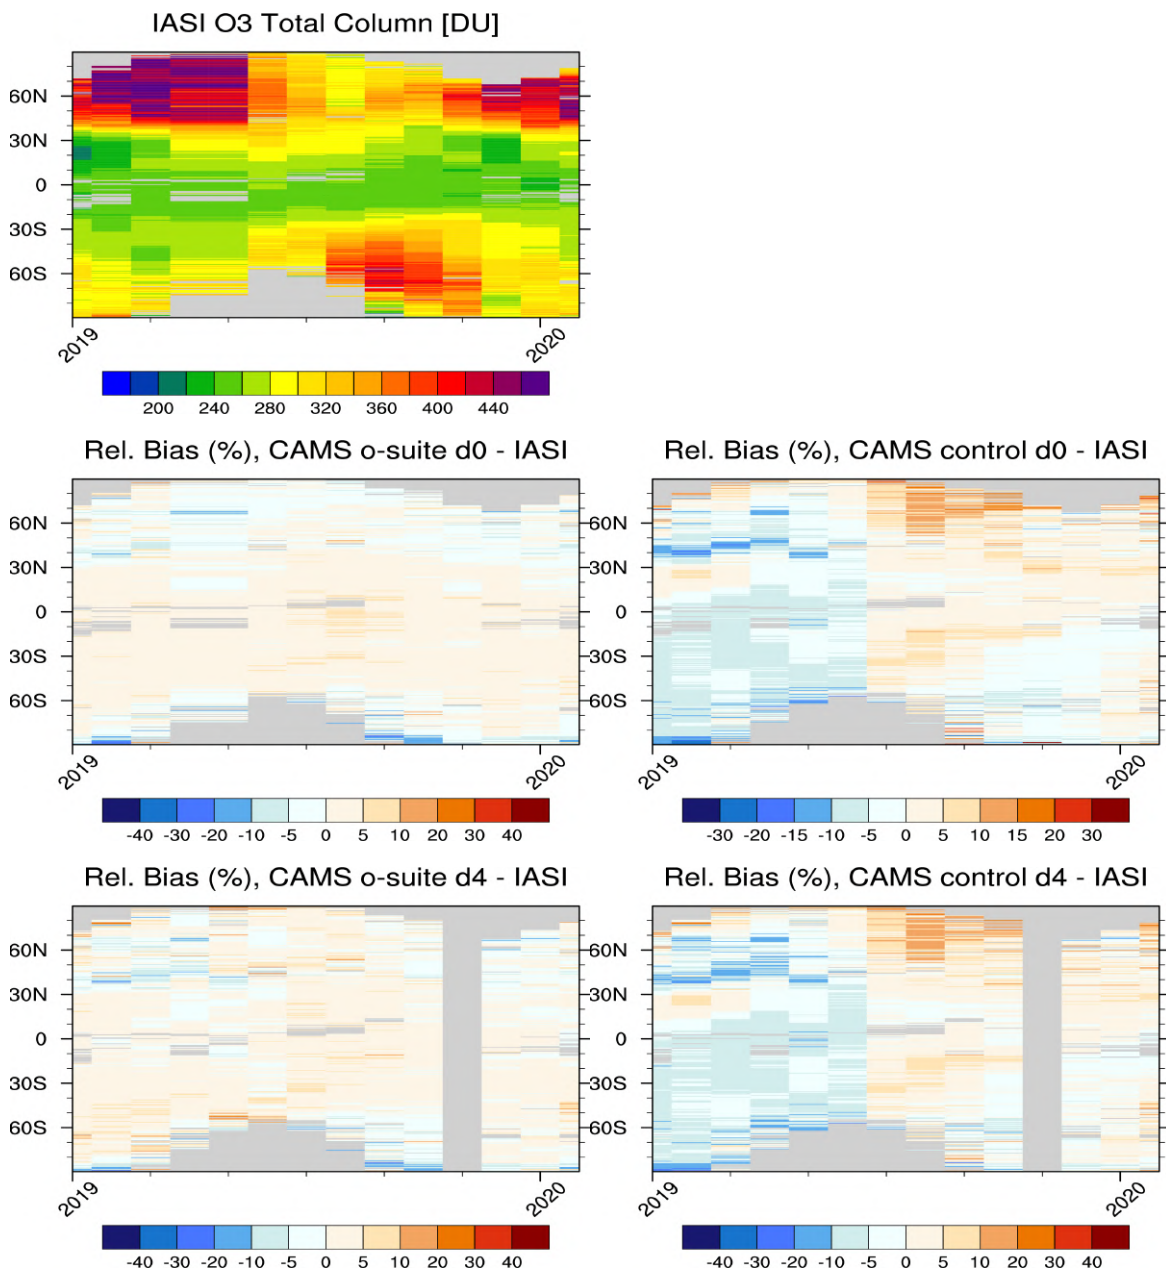 IASI O3 Total Column [DU]
60N
30N
0
30S
60S
2019 2020
200 240 280 320 360 400 440
Rel. Bias (%), CAMS o-suite d0 - IASI
60N
30N
0
30S
60S
2019 2020
-40 -30 -20 -10 -5 0 5 10 20 30 40
Rel. Bias (%), CAMS control d0 - IASI
60N
30N
0
30S
60S
2019 2020
-30 -20 -15 -10 -5 0 5 10 15 20 30
Rel. Bias (%), CAMS o-suite d4 - IASI
60N
30N
0
30S
60S
2019 2020
-40 -30 -20 -10 -5 0 5 10 20 30 40
Rel. Bias (%), CAMS control d4 - IASI
60N
30N
0
30S
60S
2019 2020
-40 -30 -20 -10 -5 0 5 10 20 30 40